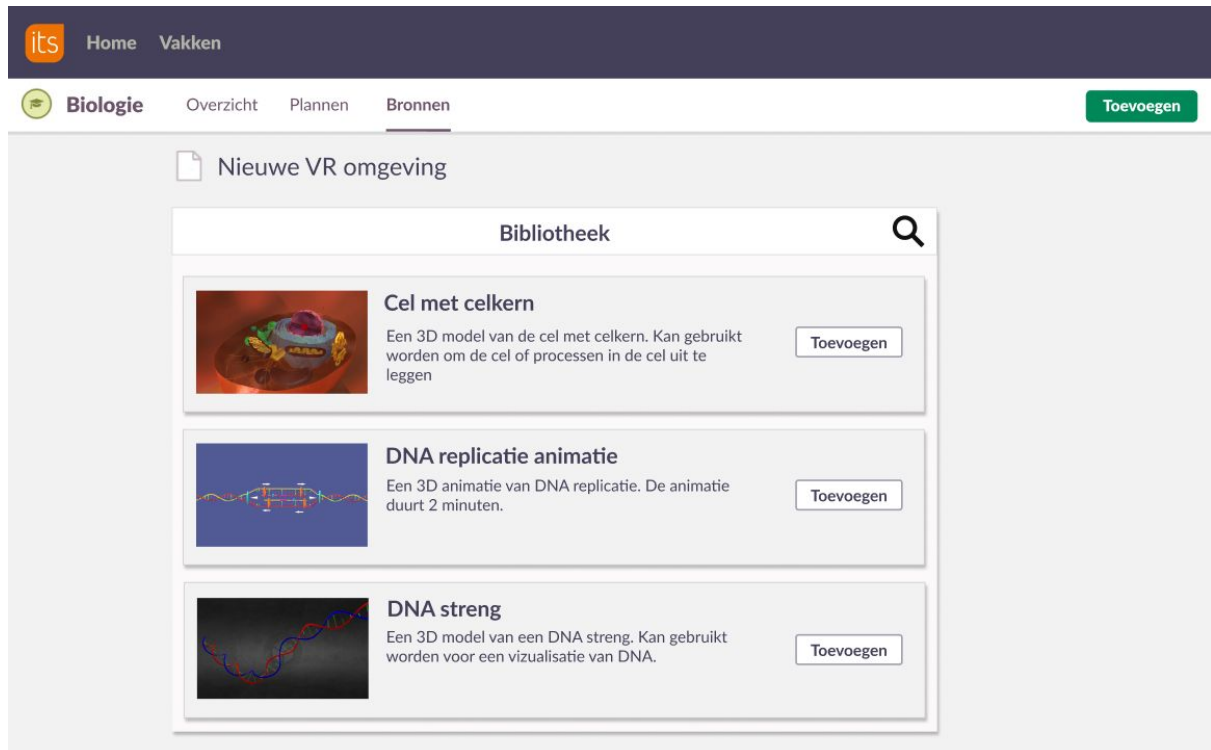 its Home Vakken
Biologie Overzicht Plannen Bronnen Toevoegen
Nieuwe VR omgeving
Bibliotheek
Cel met celkern
Een 3D model van de cel met celkern. Kan gebruikt
worden om de cel of processen in de cel uit te
leggen
Toevoegen
DNA replicatie animatie
Een 3D animatie van DNA replicatie. De animatie
duurt 2 minuten.
Toevoegen
DNA streng
Een 3D model van een DNA streng. Kan gebruikt
worden voor een vizualisatie van DNA.
Toevoegen